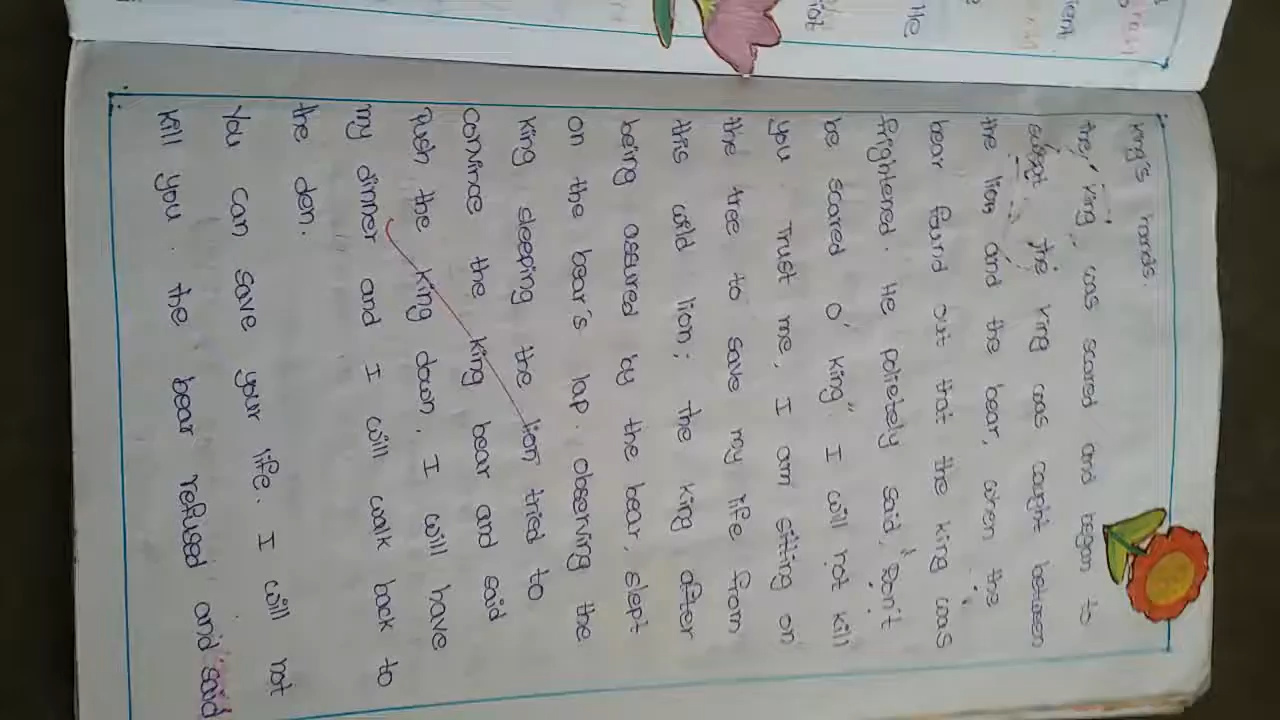 King's hands.
the king was scared and began to
sweat. The king was caught between
the lion and the bear, when the
bear found out that the king was
frightened. He polietely said, "Don't
be scared O' king" I will not kill
you Trust me, I am sitting on
the tree to save my life from
this wild lion; the king after
being assured by the bear, slept
on the bear's lap. observing the
king sleeping the lion tried to
convince the king bear and said
Push the king down, I will have
my dinner and I will walk back to
the den.
You can save your life. I will not
kill you. the bear refused and said
He